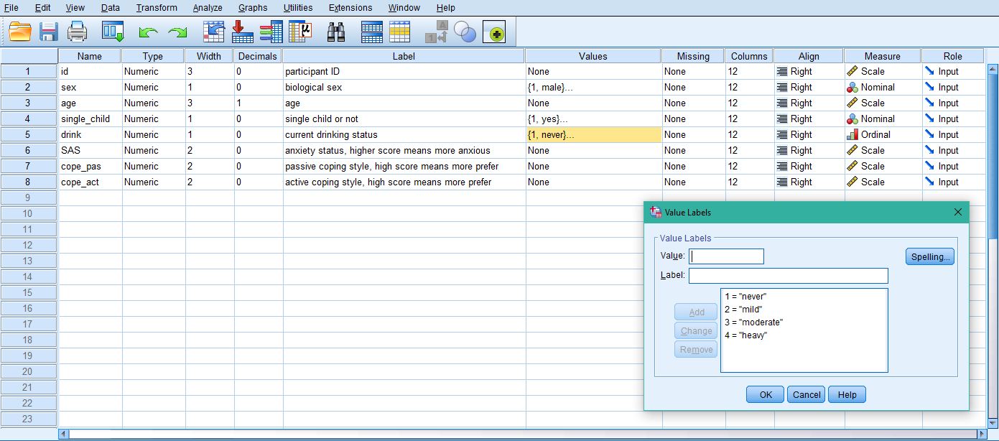 File Edit View Data Transform Analyze Graphs Utilities Extensions Window Help
Name Type Width Decimals Label Values Missing Columns Align Measure Role
1 id Numeric 3 0 participant ID None None 12 Right Scale Input
2 sex Numeric 1 0 biological sex {1, male}... None 12 Right Nominal Input
3 age Numeric 3 1 age None None 12 Right Scale Input
4 single_child Numeric 1 0 single child or not {1, yes}... None 12 Right Nominal Input
5 drink Numeric 1 0 current drinking status {1, never}... None 12 Right Ordinal Input
6 SAS Numeric 2 0 anxiety status, higher score means more anxious None None 12 Right Scale Input
7 cope_pas Numeric 2 0 passive coping style, high score means more prefer None None 12 Right Scale Input
8 cope_act Numeric 2 0 active coping style, high score means more prefer None None 12 Right Scale Input
9
10
11
12
13
14
15
16
17
18
19
20
21
22
23
Value Labels
Value Labels
Value:
Spelling...
Label:
1 = "never"
2 = "mild"
3 = "moderate"
4 = "heavy"
Add
Change
Remove
OK Cancel Help